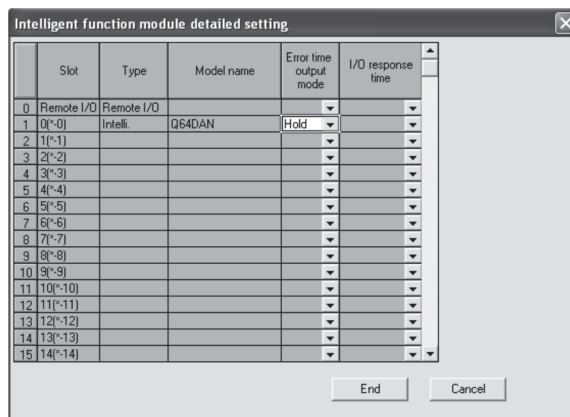 Intelligent function module detailed setting
Slot Type Model name Error time output mode I/O response time
0 Remote I/O Remote I/O
1 0(*-0) Intelli. Q64DAN Hold
2 1(*-1)
3 2(*-2)
4 3(*-3)
5 4(*-4)
6 5(*-5)
7 6(*-6)
8 7(*-7)
9 8(*-8)
10 9(*-9)
11 10(*-10)
12 11(*-11)
13 12(*-12)
14 13(*-13)
15 14(*-14)
End Cancel